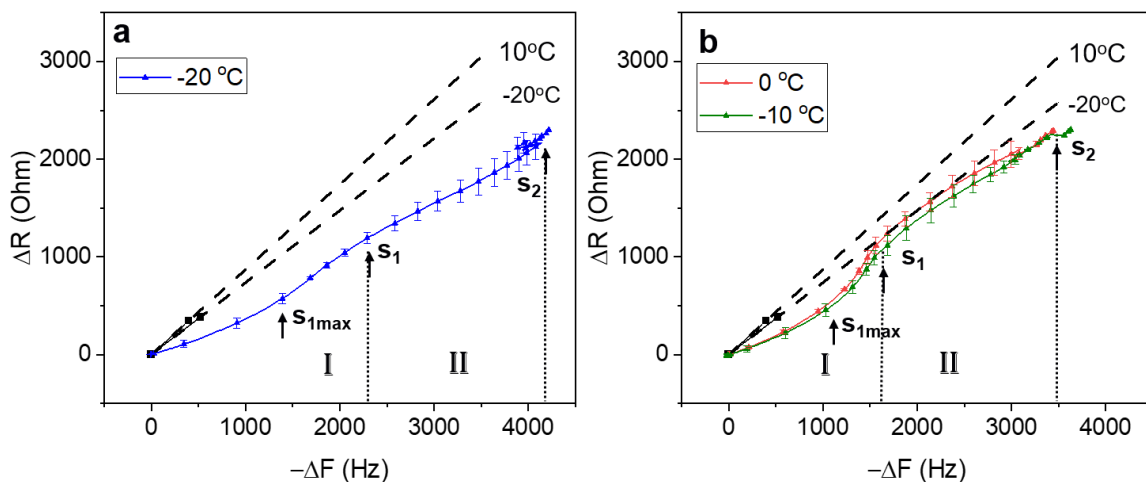 a
-20 °C
10°C
-20°C
S₂
S₁
S₁max
I
II
3000
2000
1000
0
ΔR (Ohm)
0 1000 2000 3000 4000
−ΔF (Hz)
b
0 °C
-10 °C
10°C
-20°C
S₂
S₁
S₁max
I
II
3000
2000
1000
0
ΔR (Ohm)
0 1000 2000 3000 4000
−ΔF (Hz)